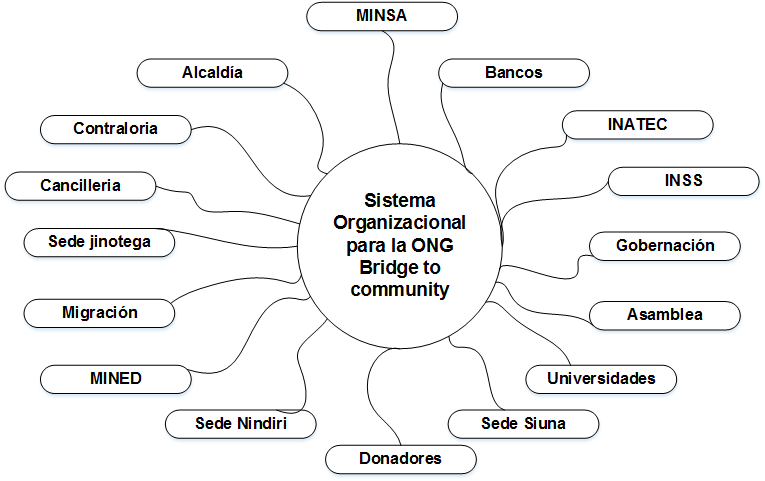 MINSA
Alcaldía
Bancos
Contraloria
INATEC
Cancilleria
INSS
Sistema
Organizacional
para la ONG
Bridge to
community
Sede jinotega
Gobernación
Migración
Asamblea
MINED
Universidades
Sede Nindiri
Sede Siuna
Donadores